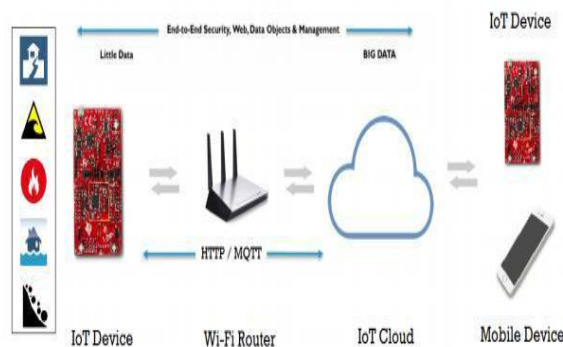 End-to-End Security, Web, Data Objects & Management
IoT Device
Little Data
BIG DATA
HTTP / MQTT
IoT Device
Wi-Fi Router
IoT Cloud
Mobile Device